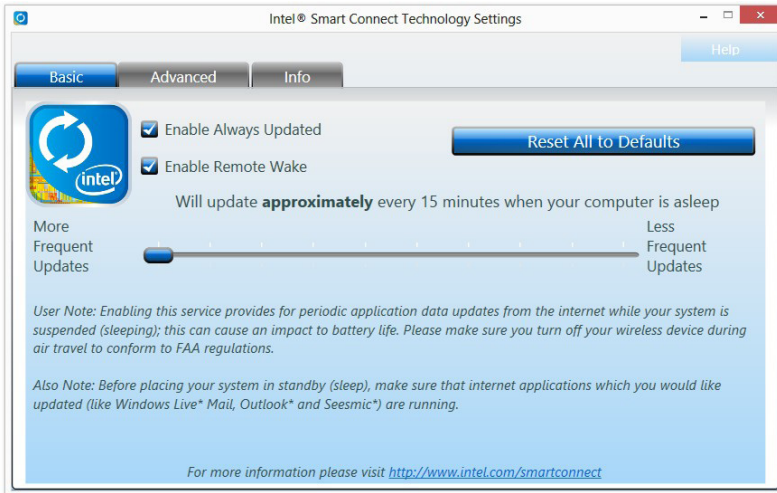 Intel® Smart Connect Technology Settings
Help
Basic
Advanced
Info
Enable Always Updated
Enable Remote Wake
Reset All to Defaults
intel
Will update approximately every 15 minutes when your computer is asleep
More
Frequent
Updates
Less
Frequent
Updates
User Note: Enabling this service provides for periodic application data updates from the internet while your system is
suspended (sleeping); this can cause an impact to battery life. Please make sure you turn off your wireless device during
air travel to conform to FAA regulations.
Also Note: Before placing your system in standby (sleep), make sure that internet applications which you would like
updated (like Windows Live* Mail, Outlook* and Seesmic*) are running.
For more information please visit http://www.intel.com/smartconnect